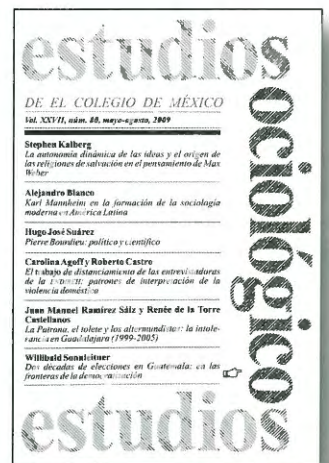 estudios
DE EL COLEGIO DE MÉXICO
Vol. XXVII, núm. 80, mayo-agosto, 2009
Stephen Kalberg
La autonomía dinámica de las ideas y el origen de
las religiones de salvación en el pensamiento de Max
Weber
Alejandro Blanco
Karl Mannheim en la formación de la sociología
moderna en América Latina
Hugo José Suárez
Pierre Bourdieu: político y científico
Carolina Agoff y Roberto Castro
El trabajo de distanciamiento de las entrevistadoras
de la ENDIREH: patrones de interpretación de la
violencia doméstica
Juan Manuel Ramírez Sáiz y Renée de la Torre
Castellanos
La Patrona, el tolete y los altermundistas: la intole-
rancia en Guadalajara (1999-2005)
Willibald Sonnleitner
Dos décadas de elecciones en Guatemala: en las
fronteras de la democratización
sociológicos
estudios